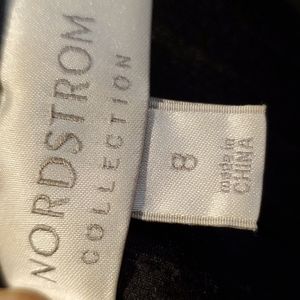 NORDSTROM
COLLECTION
8
made in
CHINA